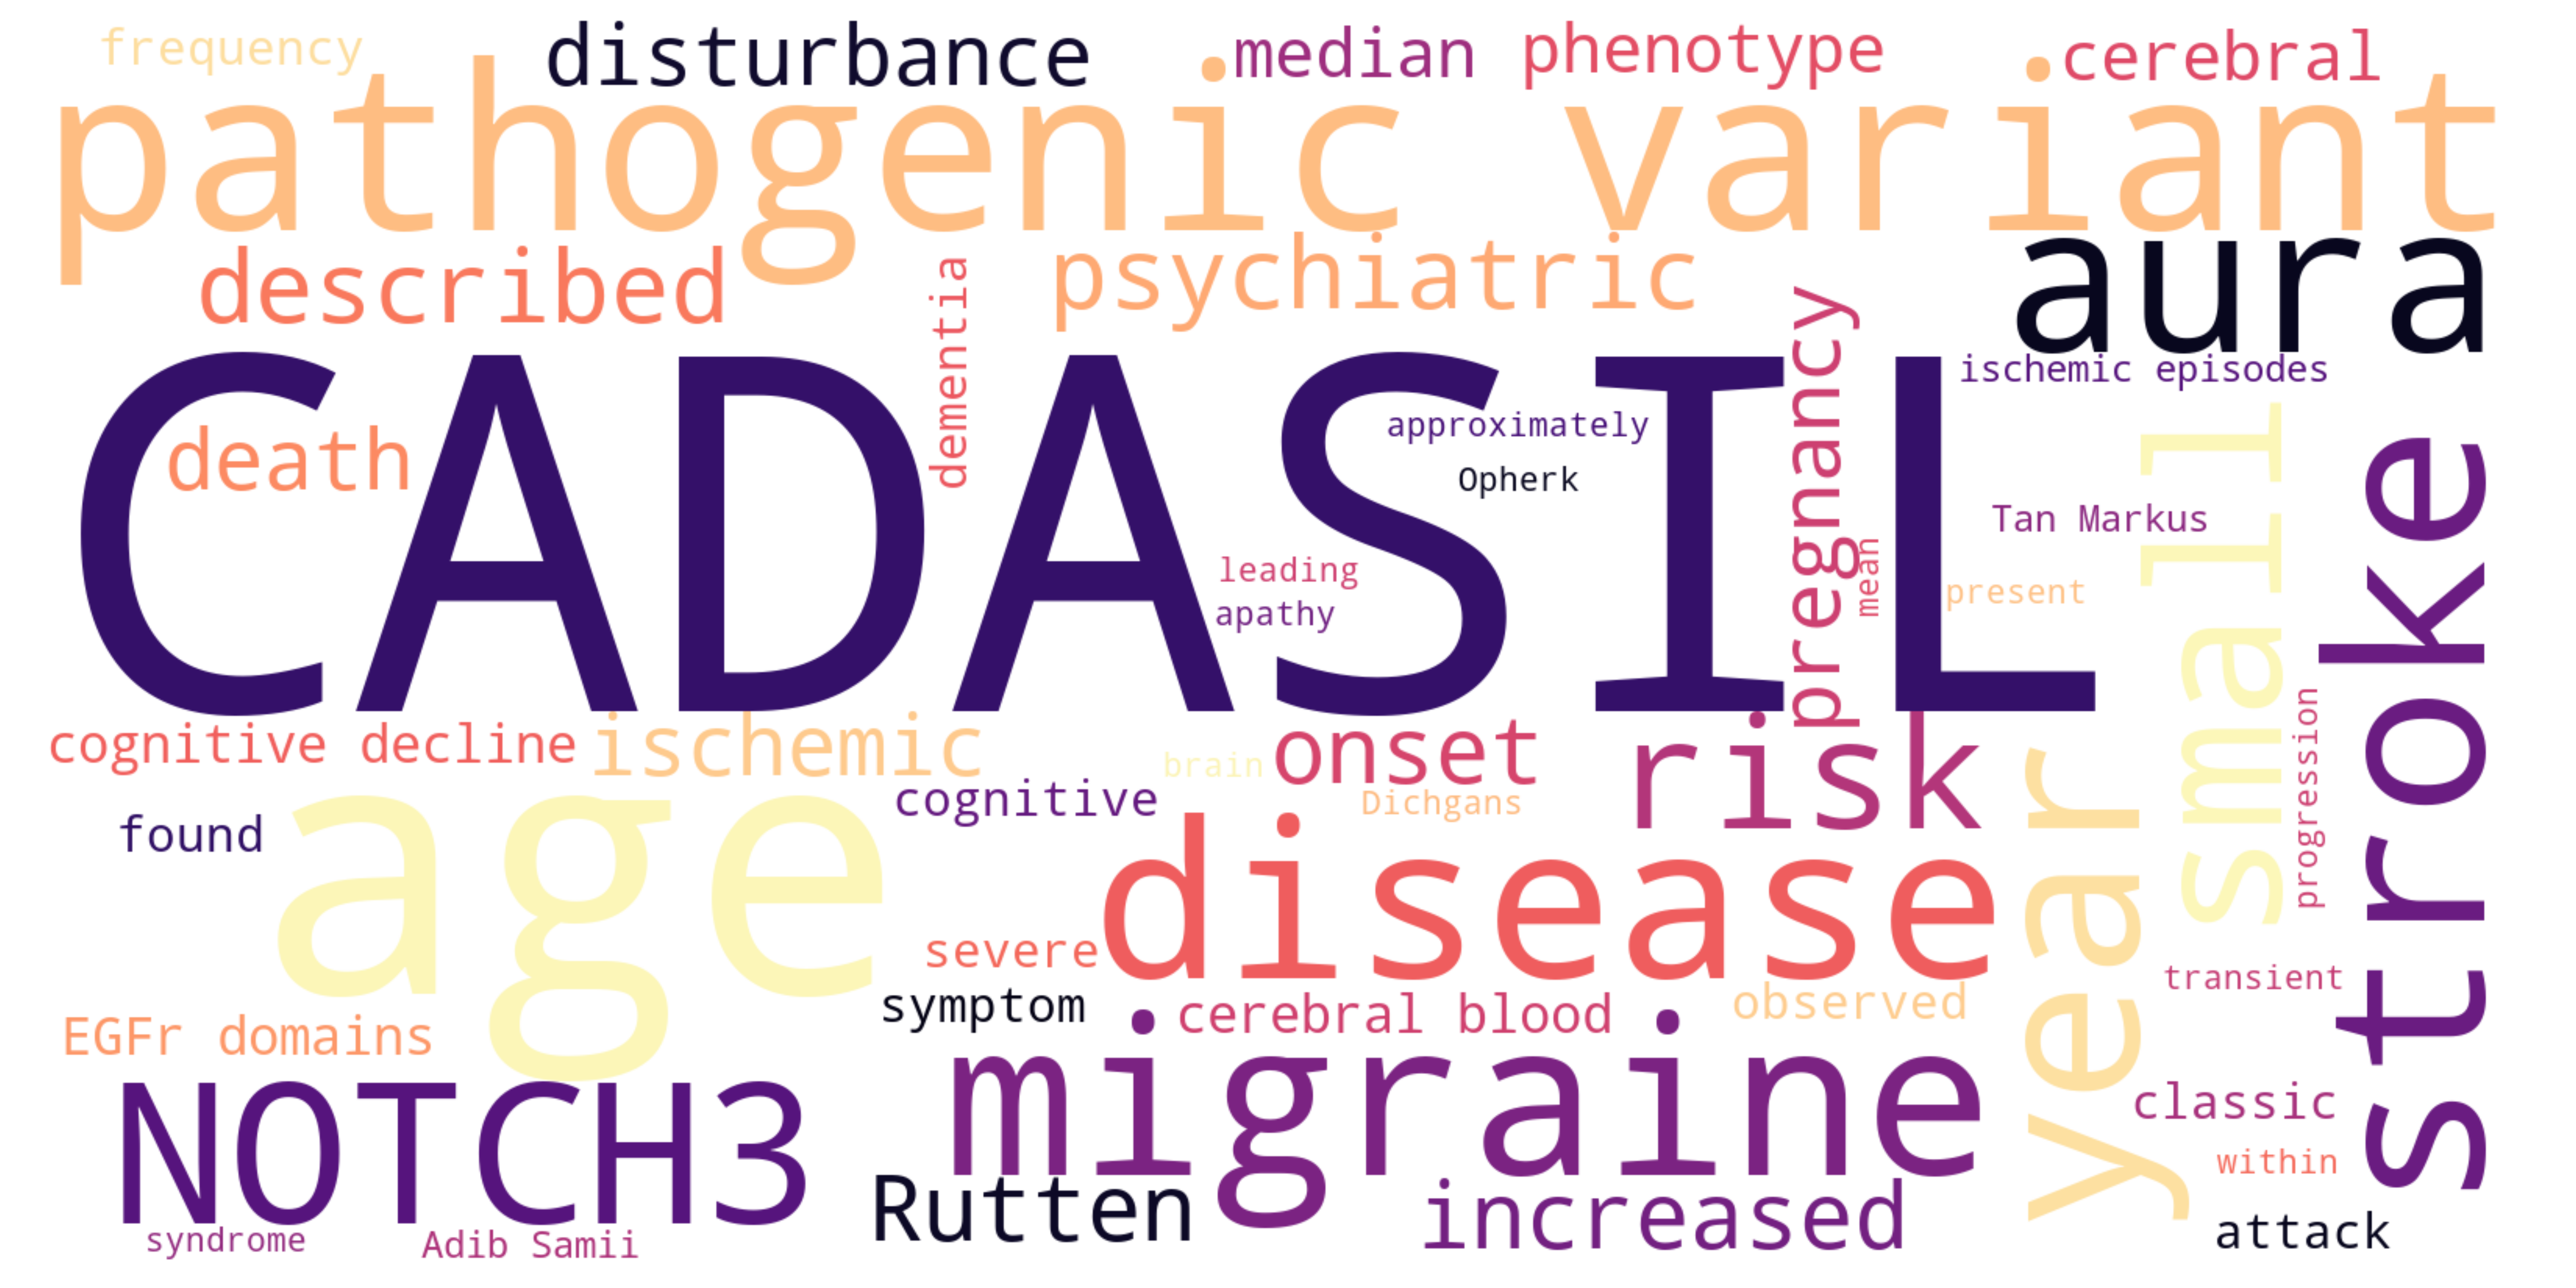 frequency
disturbance
median
phenotype
cerebral
pathogenic variant
described
dementia
psychiatric
aura
CADASIL
death
approximately
Opherk
leading
apathy
pregnancy
mean
ischemic episodes
Tan Markus
present
small
stroke
cognitive decline
ischemic
brain
onset
risk
found
age
cognitive
Dichgans
disease
year
progression
severe
symptom
cerebral blood
observed
transient
EGFr domains
NOTCH3
migraine
classic
within
syndrome
Adib Samii
Rutten
increased
attack